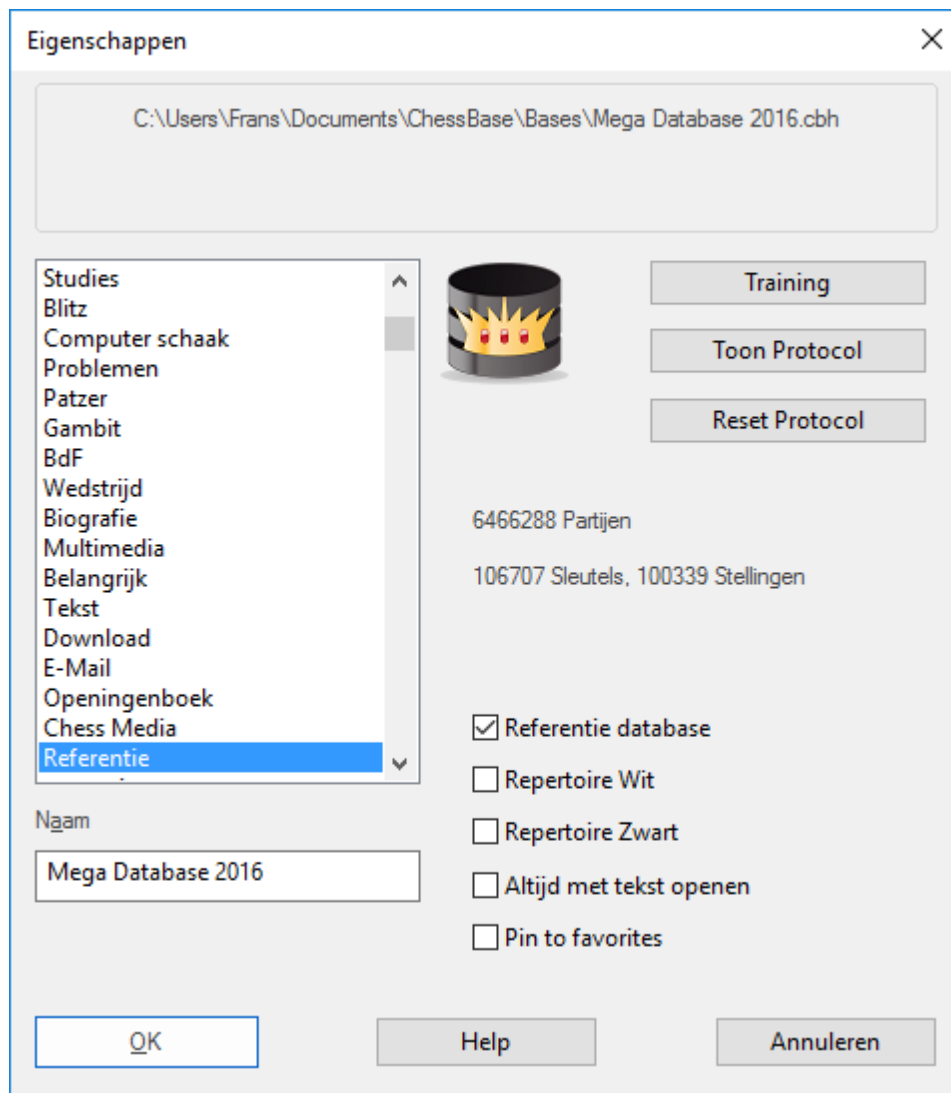 Eigenschappen
C:\Users\Frans\Documents\ChessBase\Bases\Mega Database 2016.cbh
Studies
Blitz
Computer schaak
Problemen
Patzer
Gambit
BdF
Wedstrijd
Biografie
Multimedia
Belangrijk
Tekst
Download
E-Mail
Openingenboek
Chess Media
Referentie
Naam
Mega Database 2016
Training
Toon Protocol
Reset Protocol
6466288 Partijen
106707 Sleutels, 100339 Stellingen
Referentie database
Repertoire Wit
Repertoire Zwart
Altijd met tekst openen
Pin to favorites
OK
Help
Annuleren